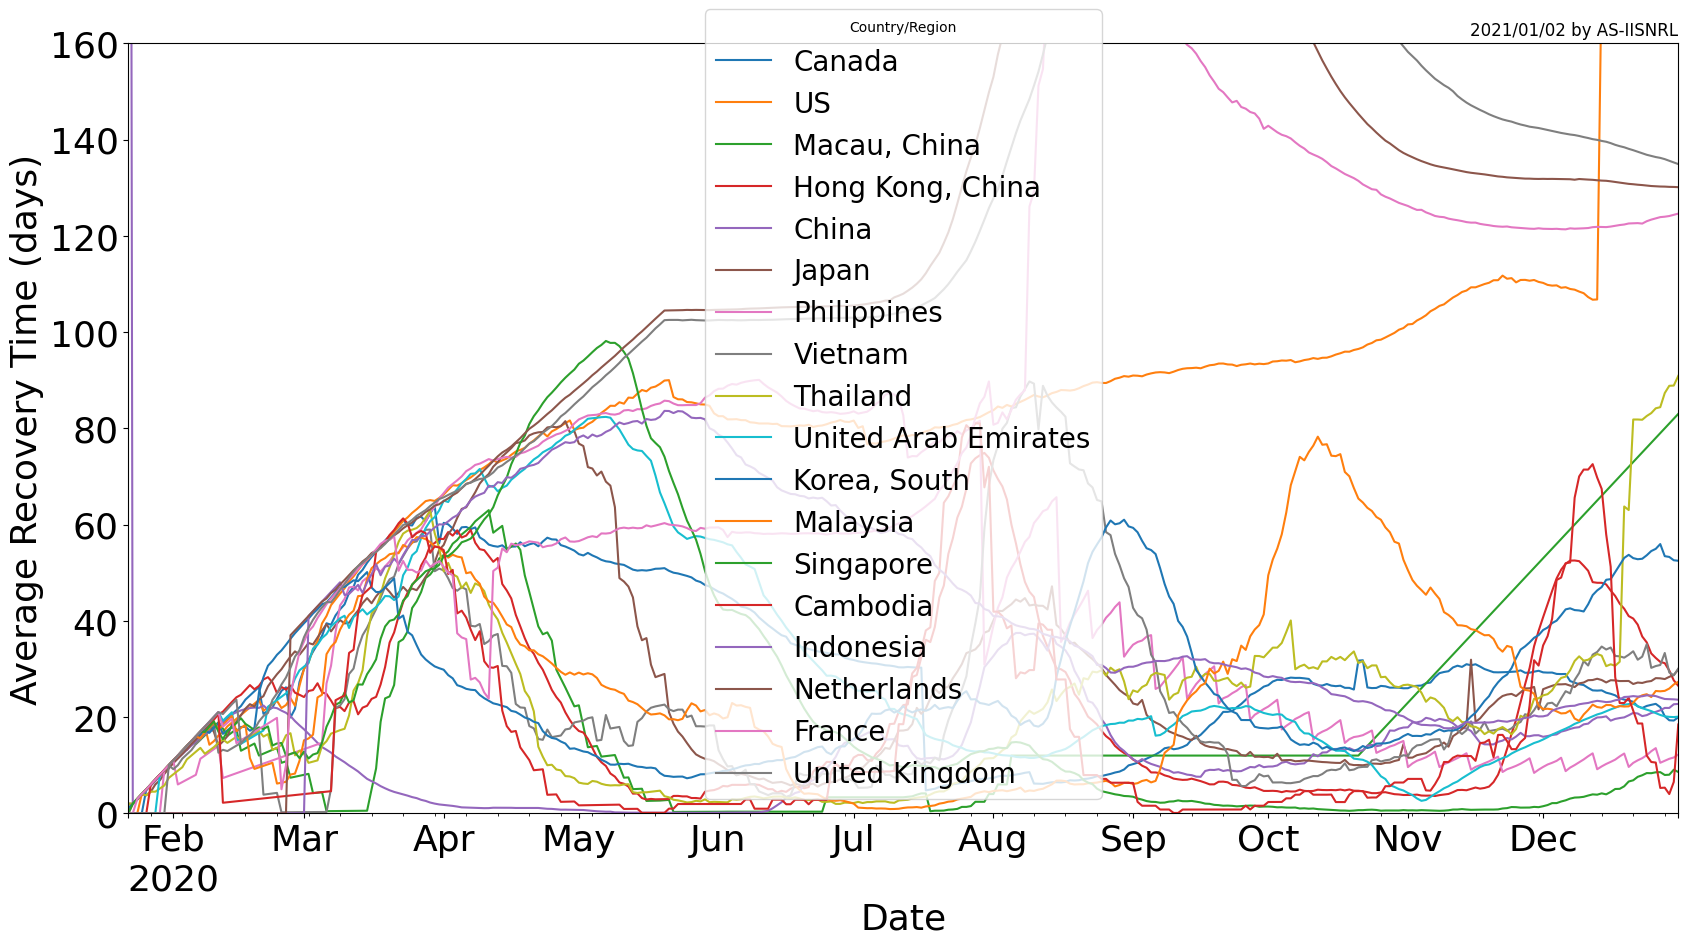 Country/Region
2021/01/02 by AS-IISNRL
160
140
120
100
80
60
40
20
0
Average Recovery Time (days)
Canada
US
Macau, China
Hong Kong, China
China
Japan
Philippines
Vietnam
Thailand
United Arab Emirates
Korea, South
Malaysia
Singapore
Cambodia
Indonesia
Netherlands
France
United Kingdom
Feb Mar Apr May Jun Jul Aug Sep Oct Nov Dec
2020
Date